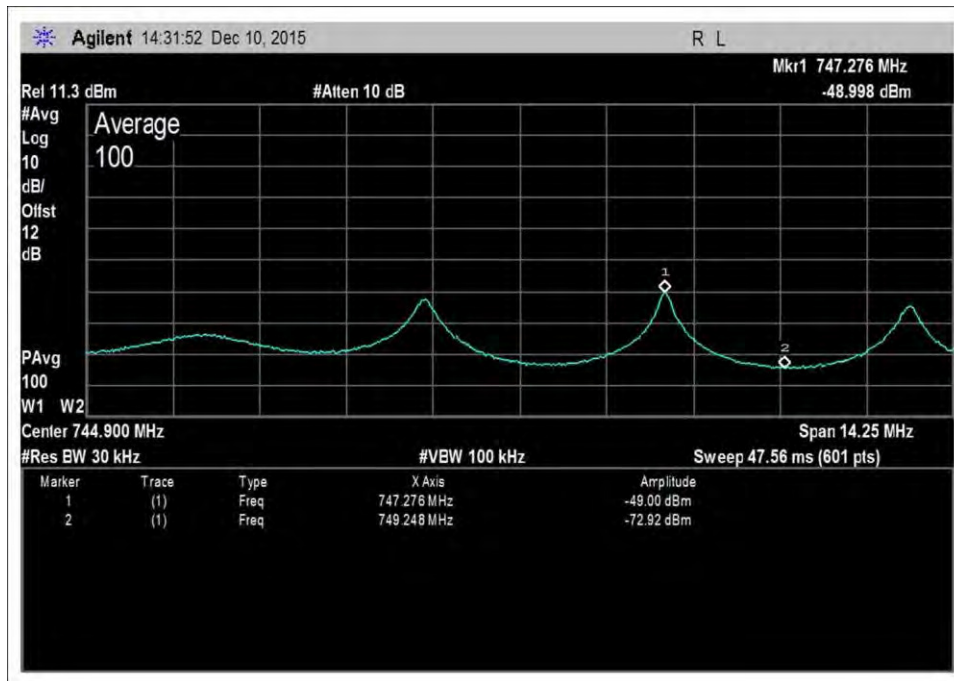 Agilent 14:31:52 Dec 10, 2015 R L
Mkr1 747.276 MHz
Ref 11.3 dBm #Atten 10 dB -48.998 dBm
#Avg
Log
10
dB/
Offst
12
dB
Average
100
1
2
PAvg
100
W1 W2
Center 744.900 MHz Span 14.25 MHz
#Res BW 30 kHz #VBW 100 kHz Sweep 47.56 ms (601 pts)
Marker Trace Type X Axis Amplitude
1 (1) Freq 747.276 MHz -49.00 dBm
2 (1) Freq 749.248 MHz -72.92 dBm